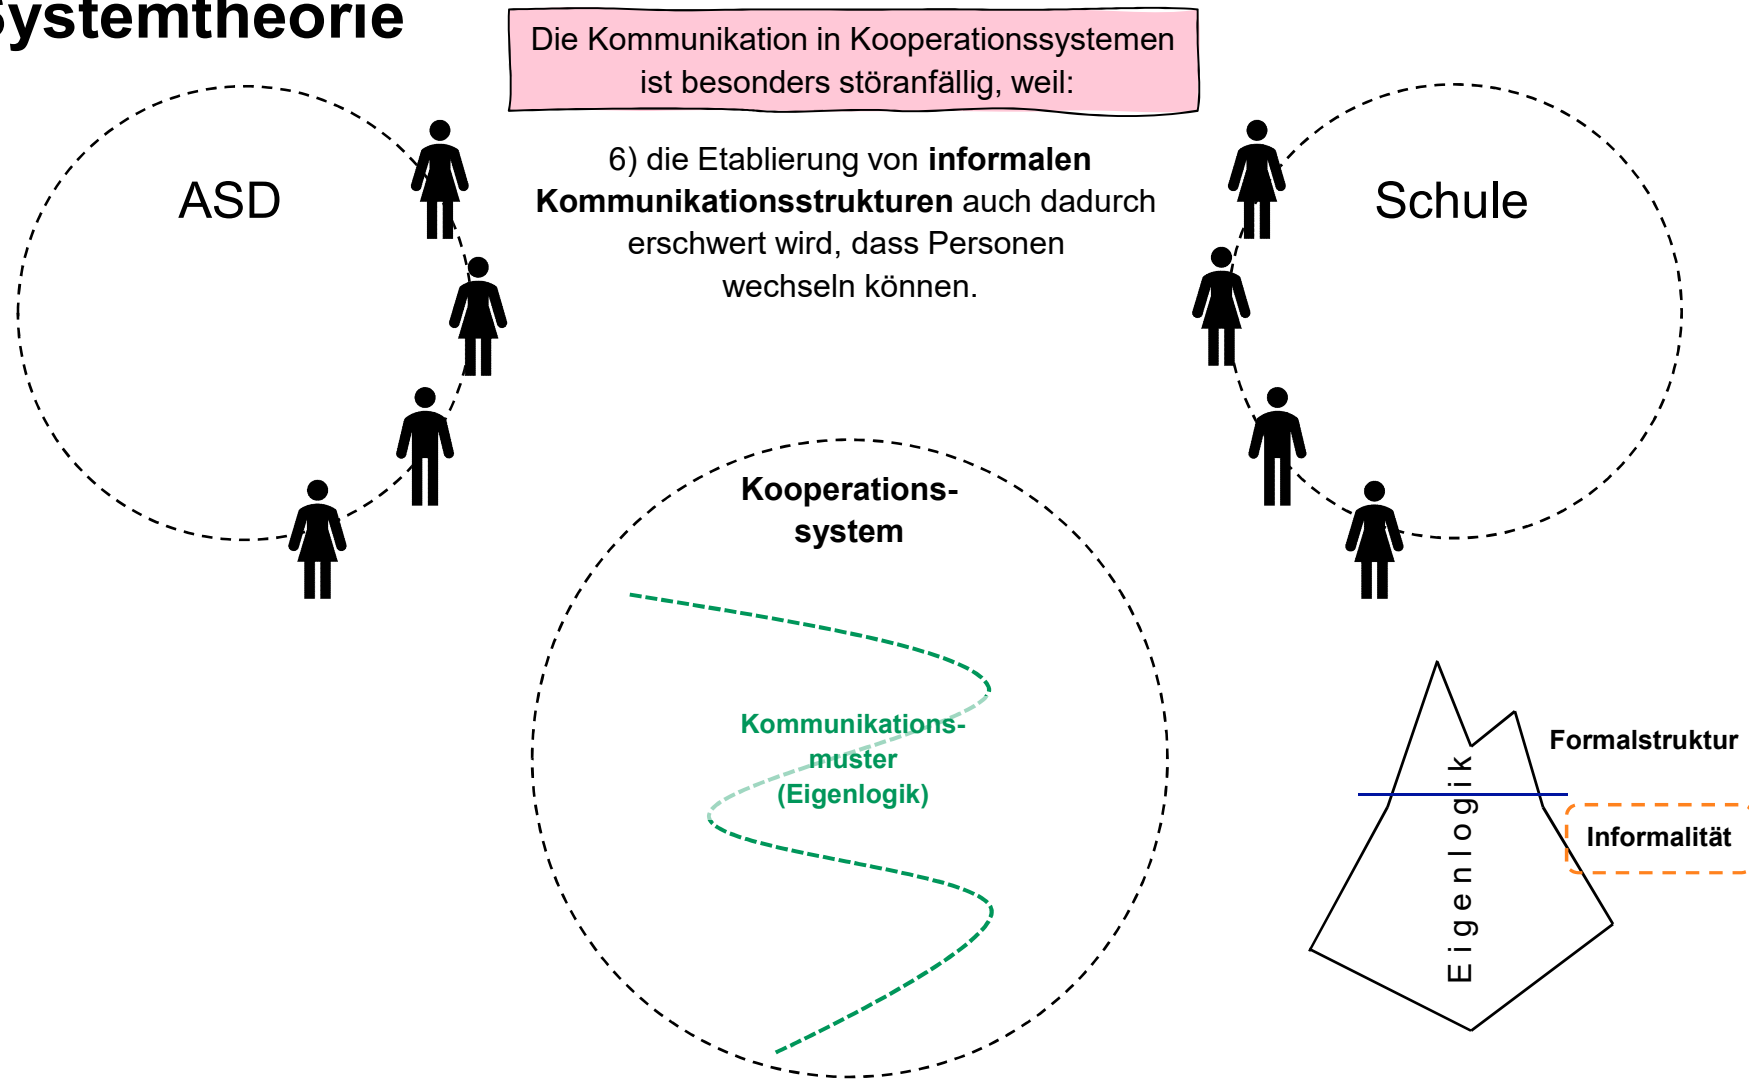 Systemtheorie
Die Kommunikation in Kooperationssystemen
ist besonders störanfällig, weil:
6) die Etablierung von informalen
Kommunikationsstrukturen auch dadurch
erschwert wird, dass Personen
wechseln können.
ASD
Schule
Kooperations-
system
Kommunikations-
muster
(Eigenlogik)
Eigenlogik
Formalstruktur
Informalität